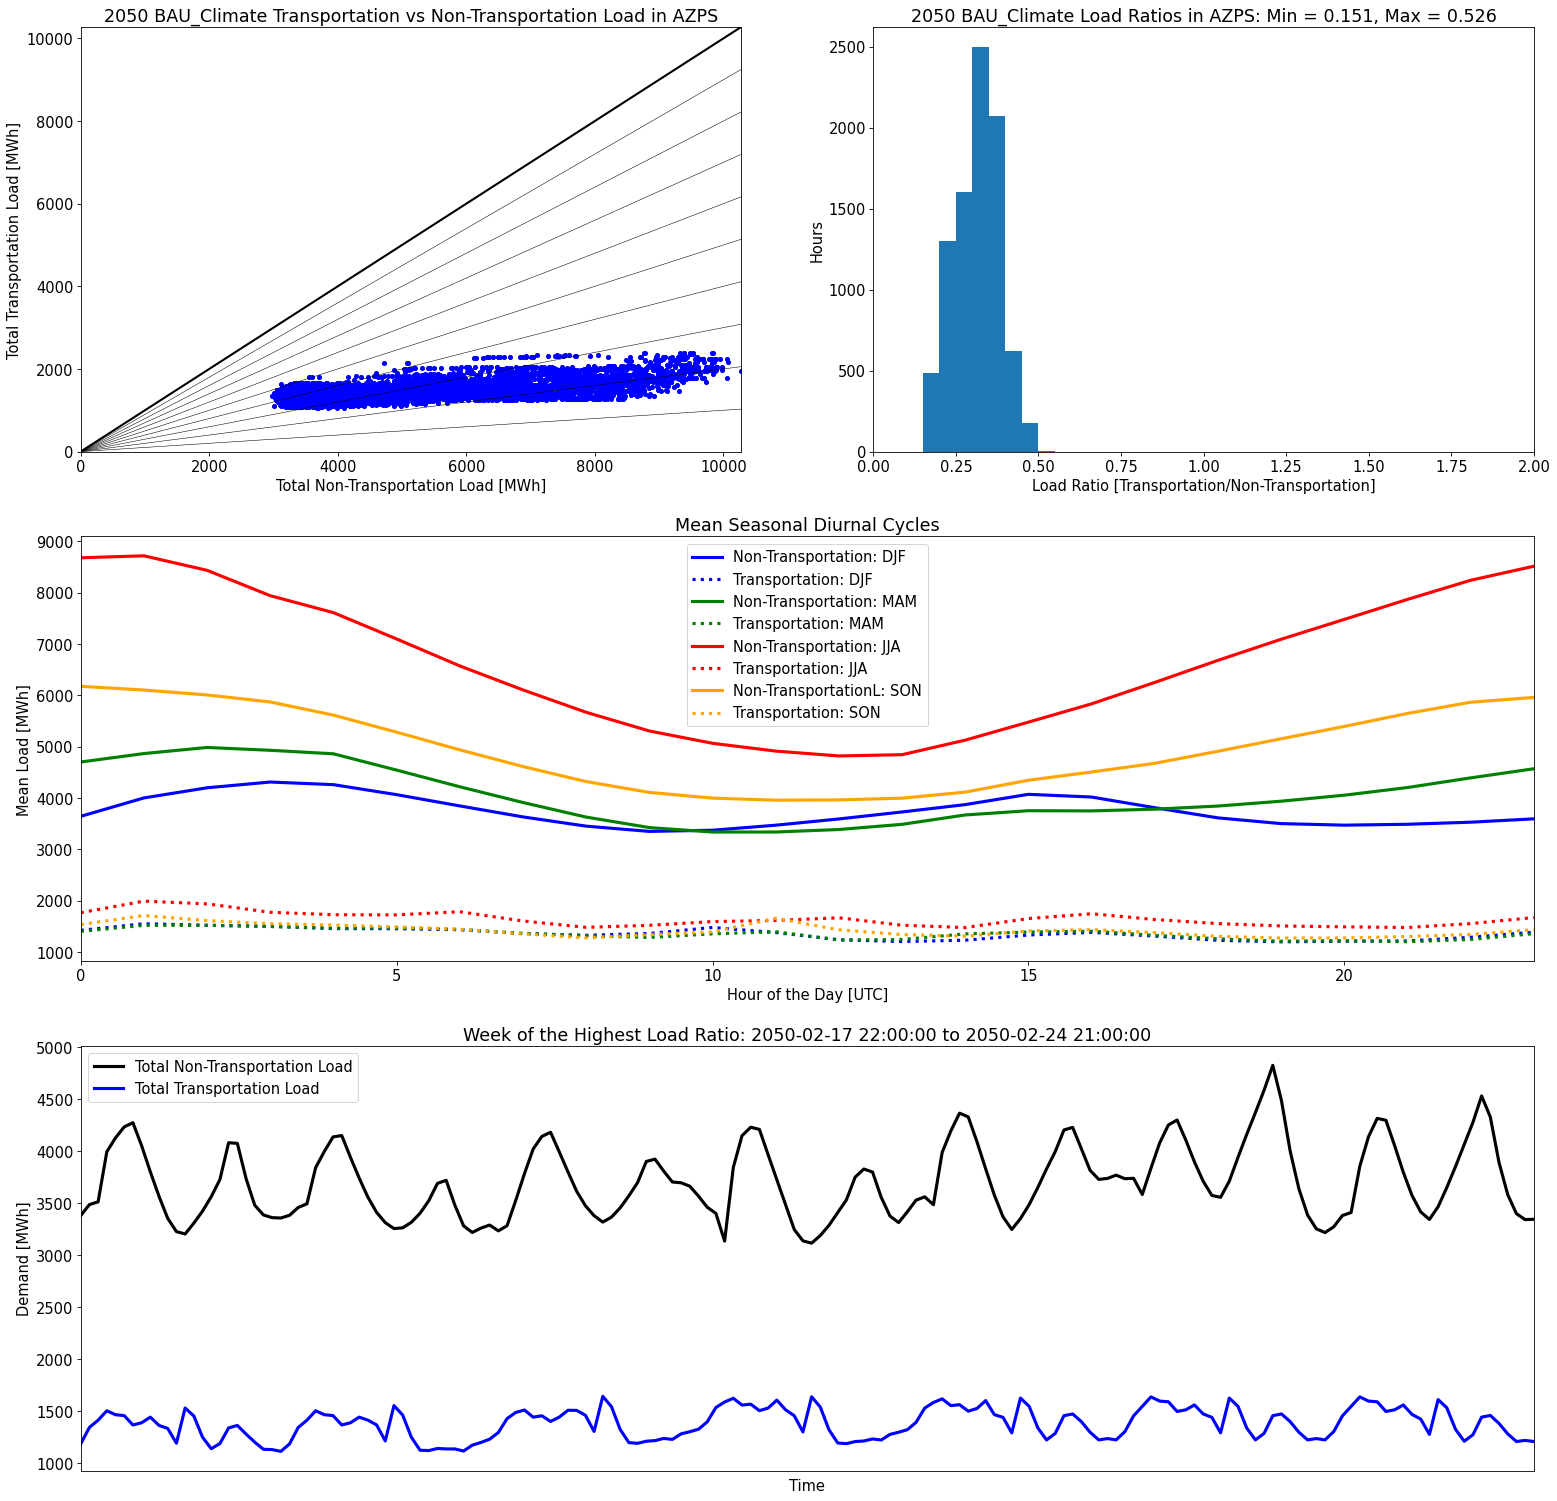 2050 BAU_Climate Transportation vs Non-Transportation Load in AZPS
10000
8000
6000
4000
2000
0
Total Transportation Load [MWh]
0 2000 4000 6000 8000 10000
Total Non-Transportation Load [MWh]
2050 BAU_Climate Load Ratios in AZPS: Min = 0.151, Max = 0.526
2500
2000
1500
1000
500
0
Hours
0.00 0.25 0.50 0.75 1.00 1.25 1.50 1.75 2.00
Load Ratio [Transportation/Non-Transportation]
Mean Seasonal Diurnal Cycles
9000
8000
7000
6000
5000
4000
3000
2000
1000
Mean Load [MWh]
Non-Transportation: DJF
Transportation: DJF
Non-Transportation: MAM
Transportation: MAM
Non-Transportation: JJA
Transportation: JJA
Non-TransportationL: SON
Transportation: SON
0 5 10 15 20
Hour of the Day [UTC]
Week of the Highest Load Ratio: 2050-02-17 22:00:00 to 2050-02-24 21:00:00
5000
4500
4000
3500
3000
2500
2000
1500
1000
Demand [MWh]
Total Non-Transportation Load
Total Transportation Load
Time